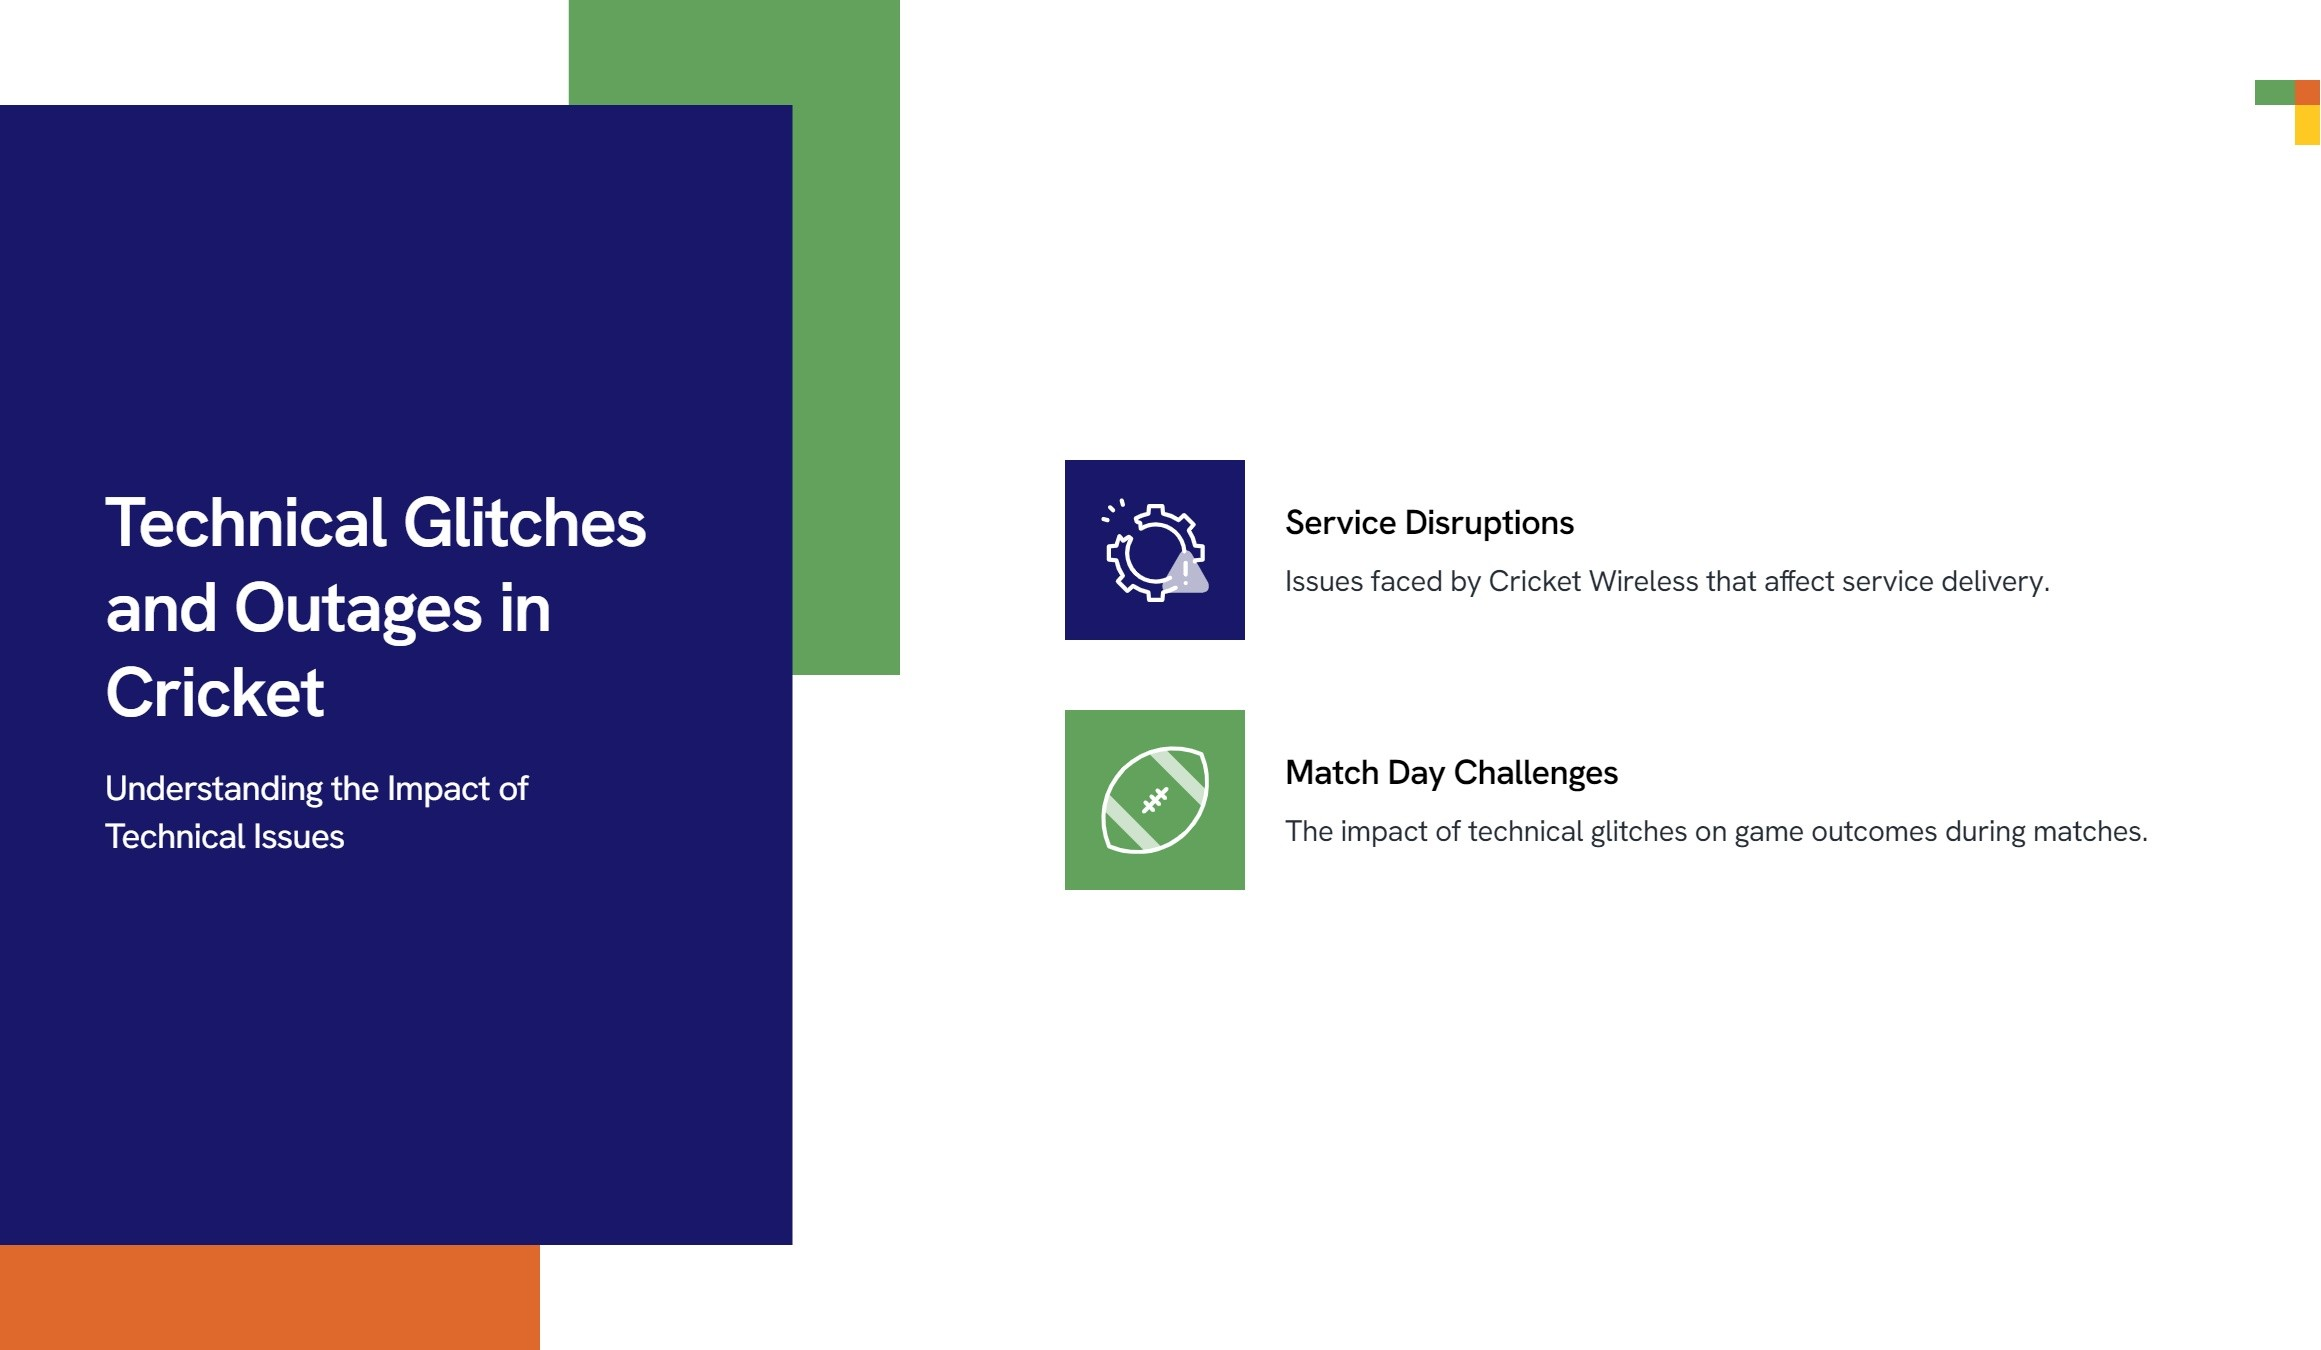 Technical Glitches
and Outages in
Cricket
Understanding the Impact of
Technical Issues
Service Disruptions
Issues faced by Cricket Wireless that affect service delivery.
Match Day Challenges
The impact of technical glitches on game outcomes during matches.